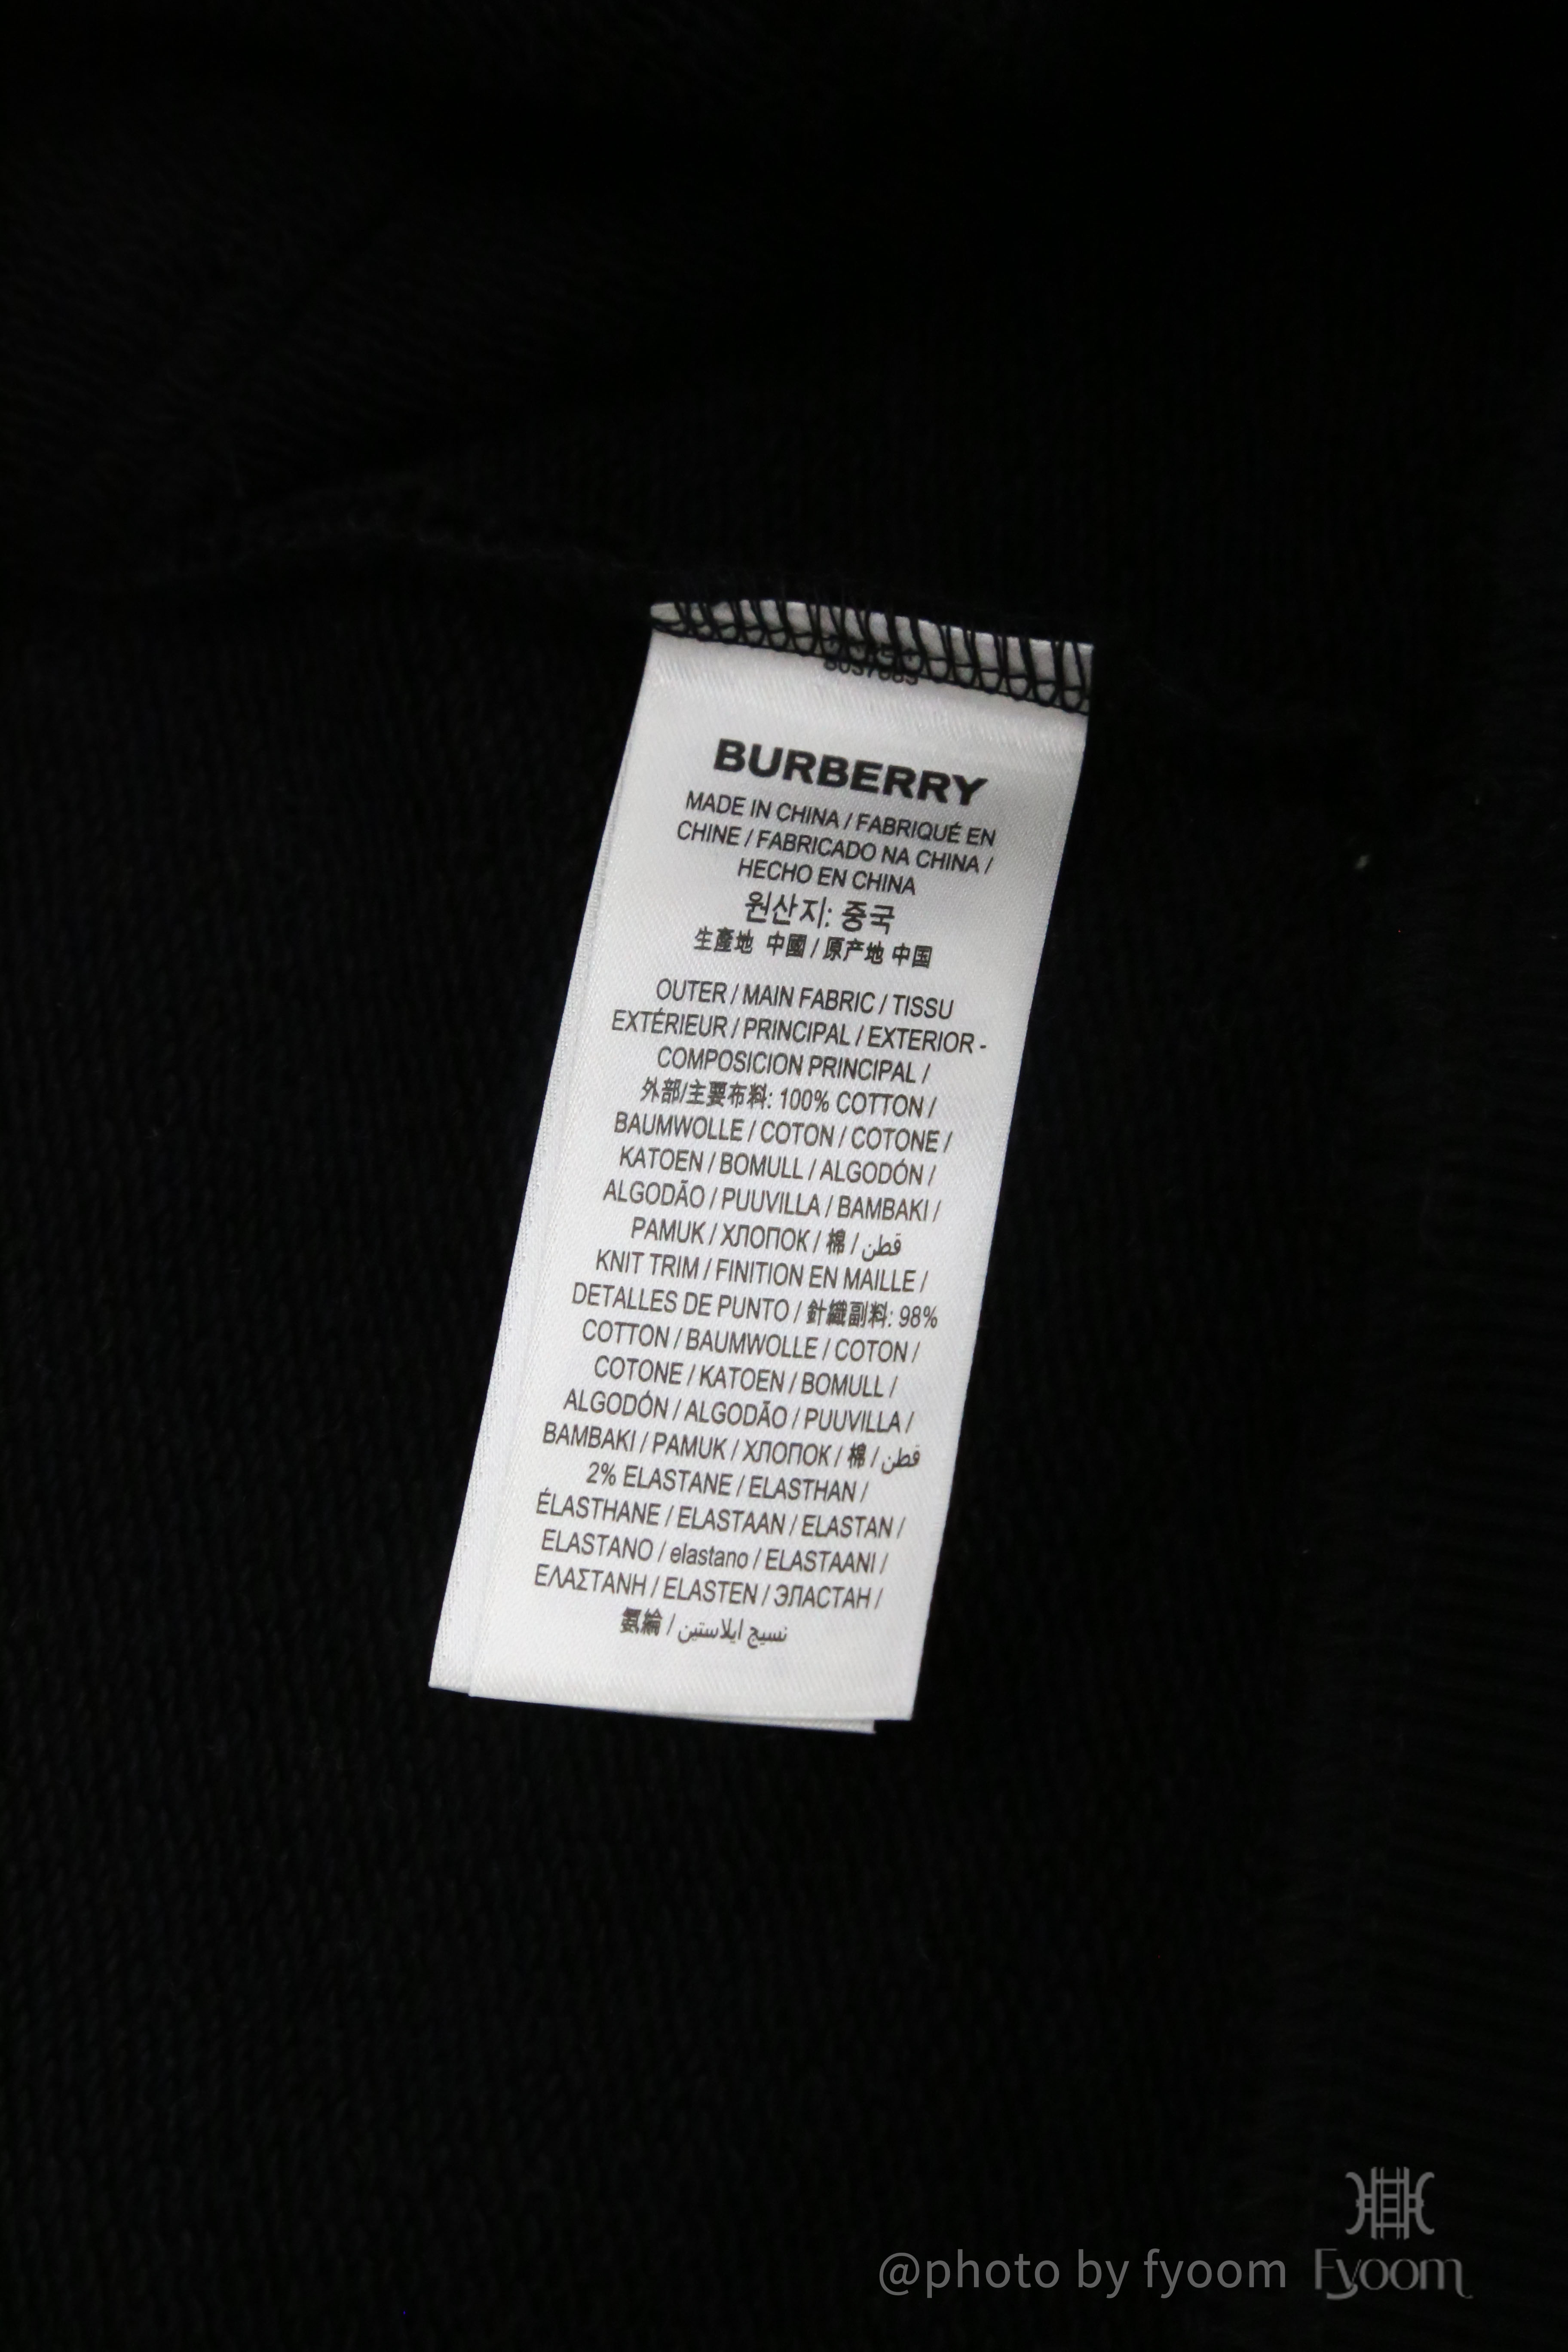 BURBERRY
MADE IN CHINA / FABRIQUÉ EN
CHINE / FABRICADO NA CHINA /
HECHO EN CHINA
원산지: 중국
生產地 中國 / 原产地 中国
OUTER / MAIN FABRIC / TISSU
EXTÉRIEUR / PRINCIPAL / EXTERIOR -
COMPOSICION PRINCIPAL /
外部/主要布料: 100% COTTON /
BAUMWOLLE / COTON / COTONE /
KATOEN / BOMULL / ALGODÓN /
ALGODÃO / PUUVILLA / BAMBAKI /
PAMUK / ХЛОПОК / 棉 / قطن
KNIT TRIM / FINITION EN MAILLE /
DETALLES DE PUNTO / 針織副料: 98%
COTTON / BAUMWOLLE / COTON /
COTONE / KATOEN / BOMULL /
ALGODÓN / ALGODÃO / PUUVILLA /
BAMBAKI / PAMUK / ХЛОПОК / 棉 / قطن
2% ELASTANE / ELASTHAN /
ÉLASTHANE / ELASTAAN / ELASTAN /
ELASTANO / elastano / ELASTAANI /
ΕΛΑΣΤΑΝΗ / ELASTEN / ЭЛАСТАН /
氨綸 / نسيج ايلاستين
@photo by fyoom Fyoom